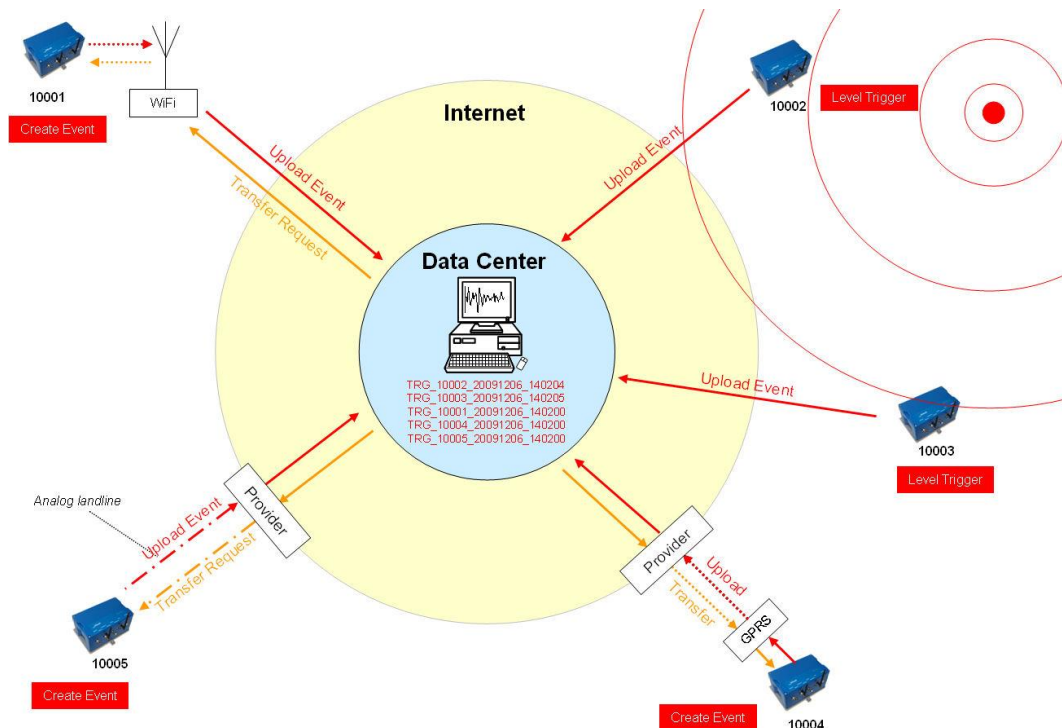 10001
Create Event
WiFi
Internet
10002
Level Trigger
Upload Event
Transfer Request
Upload Event
Data Center
TRG_10002_20091206_140204
TRG_10003_20091206_140205
TRG_10001_20091206_140200
TRG_10004_20091206_140200
TRG_10005_20091206_140200
Upload Event
10003
Level Trigger
Analog landline
Provider
Upload Event
Transfer Request
10005
Create Event
Provider
Upload
Transfer
GPRS
Create Event
10004